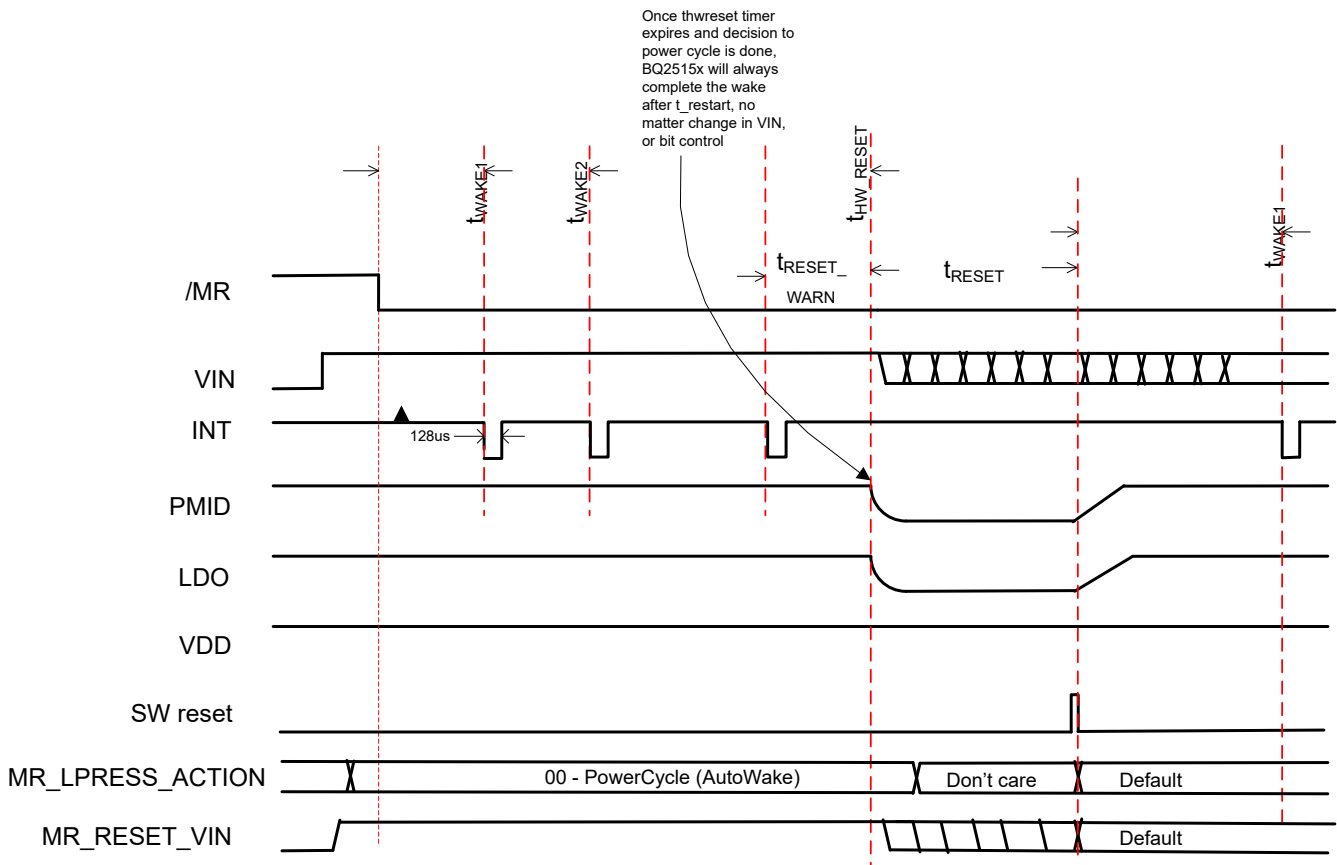 Once thwreset timer
expires and decision to
power cycle is done,
BQ2515x will always
complete the wake
after t_restart, no
matter change in VIN,
or bit control
tWAKE1
tWAKE2
tHW_RESET
tWAKE1
tRESET_
WARN
tRESET
/MR
VIN
INT
128us
PMID
LDO
VDD
SW reset
MR_LPRESS_ACTION
00 - PowerCycle (AutoWake)
Don't care
Default
MR_RESET_VIN
Default